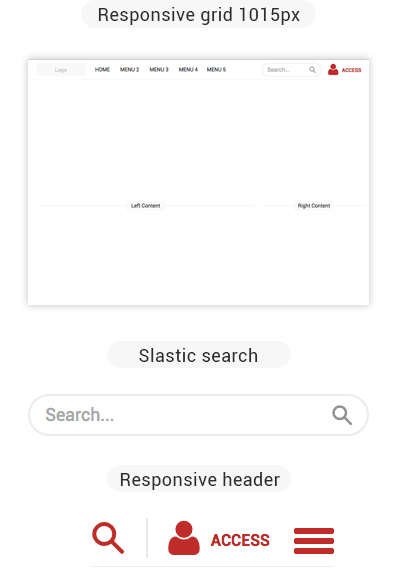 Responsive grid 1015px
Logo HOME MENU 2 MENU 3 MENU 4 MENU 5 Search... ACCESS
Left Content Right Content
Slastic search
Search...
Responsive header
ACCESS